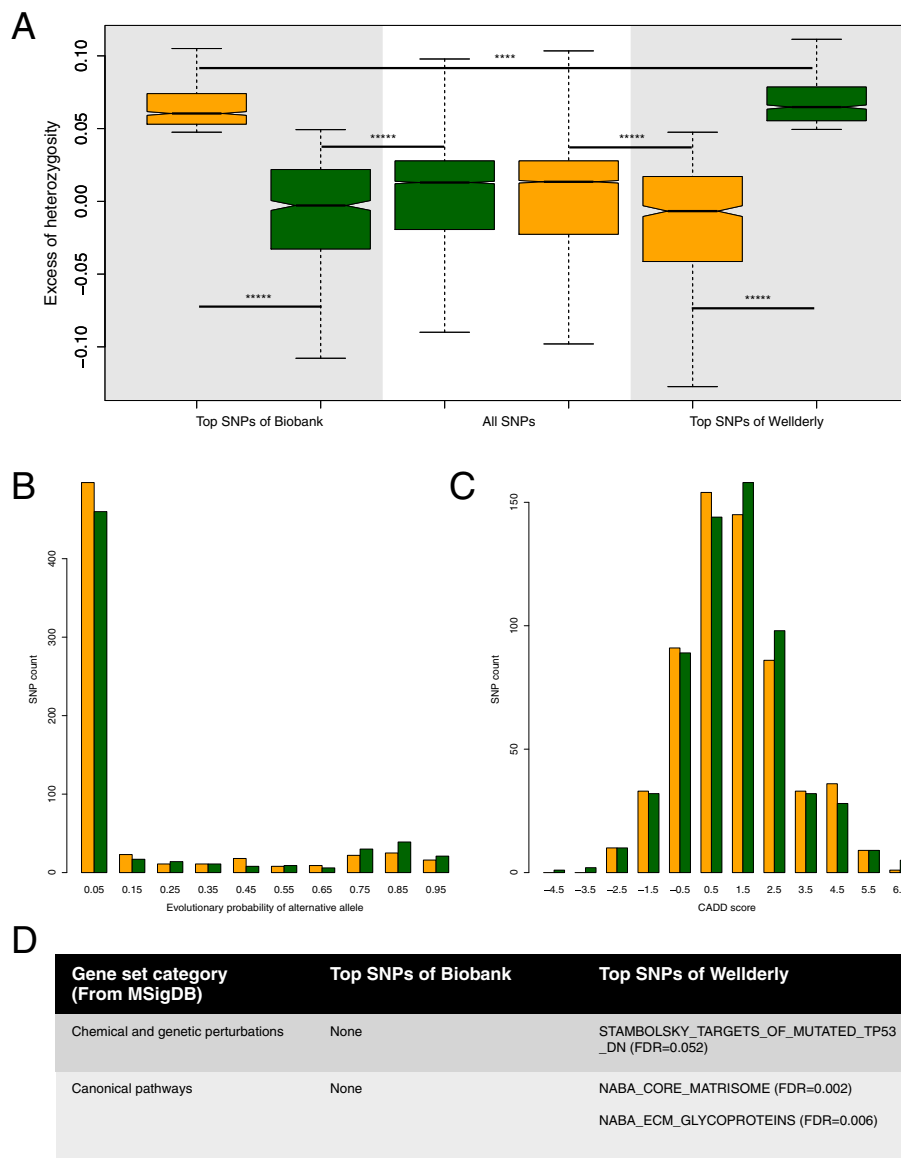 A
Excess of heterozygosity
0.10
0.05
0.00
−0.05
−0.10
****
*****
*****
*****
*****
Top SNPs of Biobank
All SNPs
Top SNPs of Wellderly
B
SNP count
400
300
200
100
0
0.05 0.15 0.25 0.35 0.45 0.55 0.65 0.75 0.85 0.95
Evolutionary probability of alternative allele
C
SNP count
150
100
50
0
−4.5 −3.5 −2.5 −1.5 −0.5 0.5 1.5 2.5 3.5 4.5 5.5 6.
CADD score
D
Gene set category
(From MSigDB)
Top SNPs of Biobank
Top SNPs of Wellderly
Chemical and genetic perturbations
None
STAMBOLSKY_TARGETS_OF_MUTATED_TP53
_DN (FDR=0.052)
Canonical pathways
None
NABA_CORE_MATRISOME (FDR=0.002)
NABA_ECM_GLYCOPROTEINS (FDR=0.006)